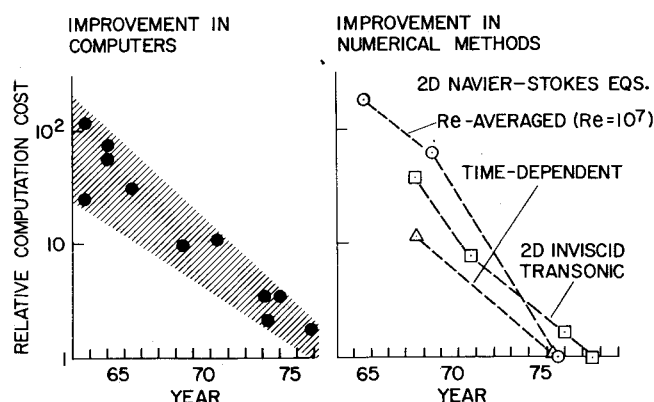 IMPROVEMENT IN
COMPUTERS
RELATIVE COMPUTATION COST
10²
10
1
65
70
75
YEAR
IMPROVEMENT IN
NUMERICAL METHODS
2D NAVIER-STOKES EQS.
Re-AVERAGED (Re=10⁷)
TIME-DEPENDENT
2D INVISCID
TRANSONIC
65
70
75
YEAR